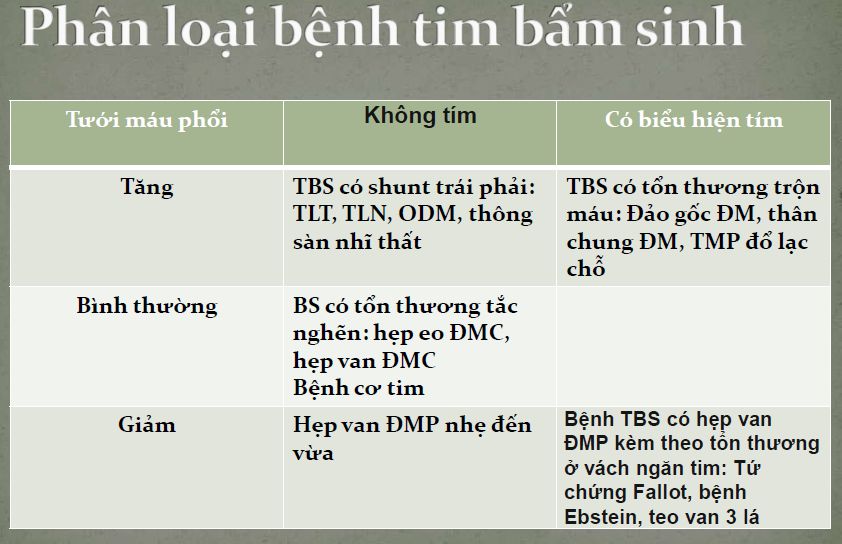 Phân loại bệnh tim bẩm sinh
Tưới máu phổi
Không tím
Có biểu hiện tím
Tăng
TBS có shunt trái phải:
TLT, TLN, ODM, thông
sàn nhĩ thất
TBS có tổn thương trộn
máu: Đảo gốc ĐM, thân
chung ĐM, TMP đổ lạc
chỗ
Bình thường
BS có tổn thương tắc
nghẽn: hẹp eo ĐMC,
hẹp van ĐMC
Bệnh cơ tim
Giảm
Hẹp van ĐMP nhẹ đến
vừa
Bệnh TBS có hẹp van
ĐMP kèm theo tổn thương
ở vách ngăn tim: Tứ
chứng Fallot, bệnh
Ebstein, teo van 3 lá